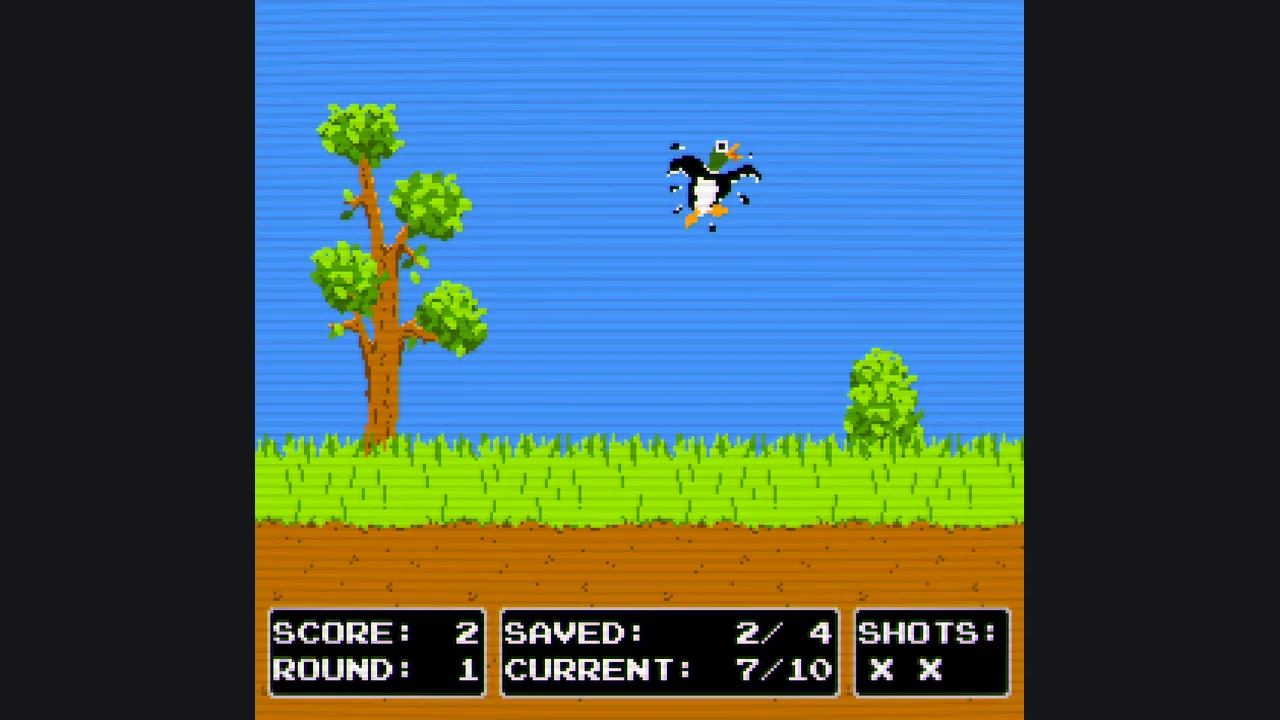 SCORE: 2
ROUND: 1
SAVED: 2/ 4
CURRENT: 7/10
SHOTS:
X X